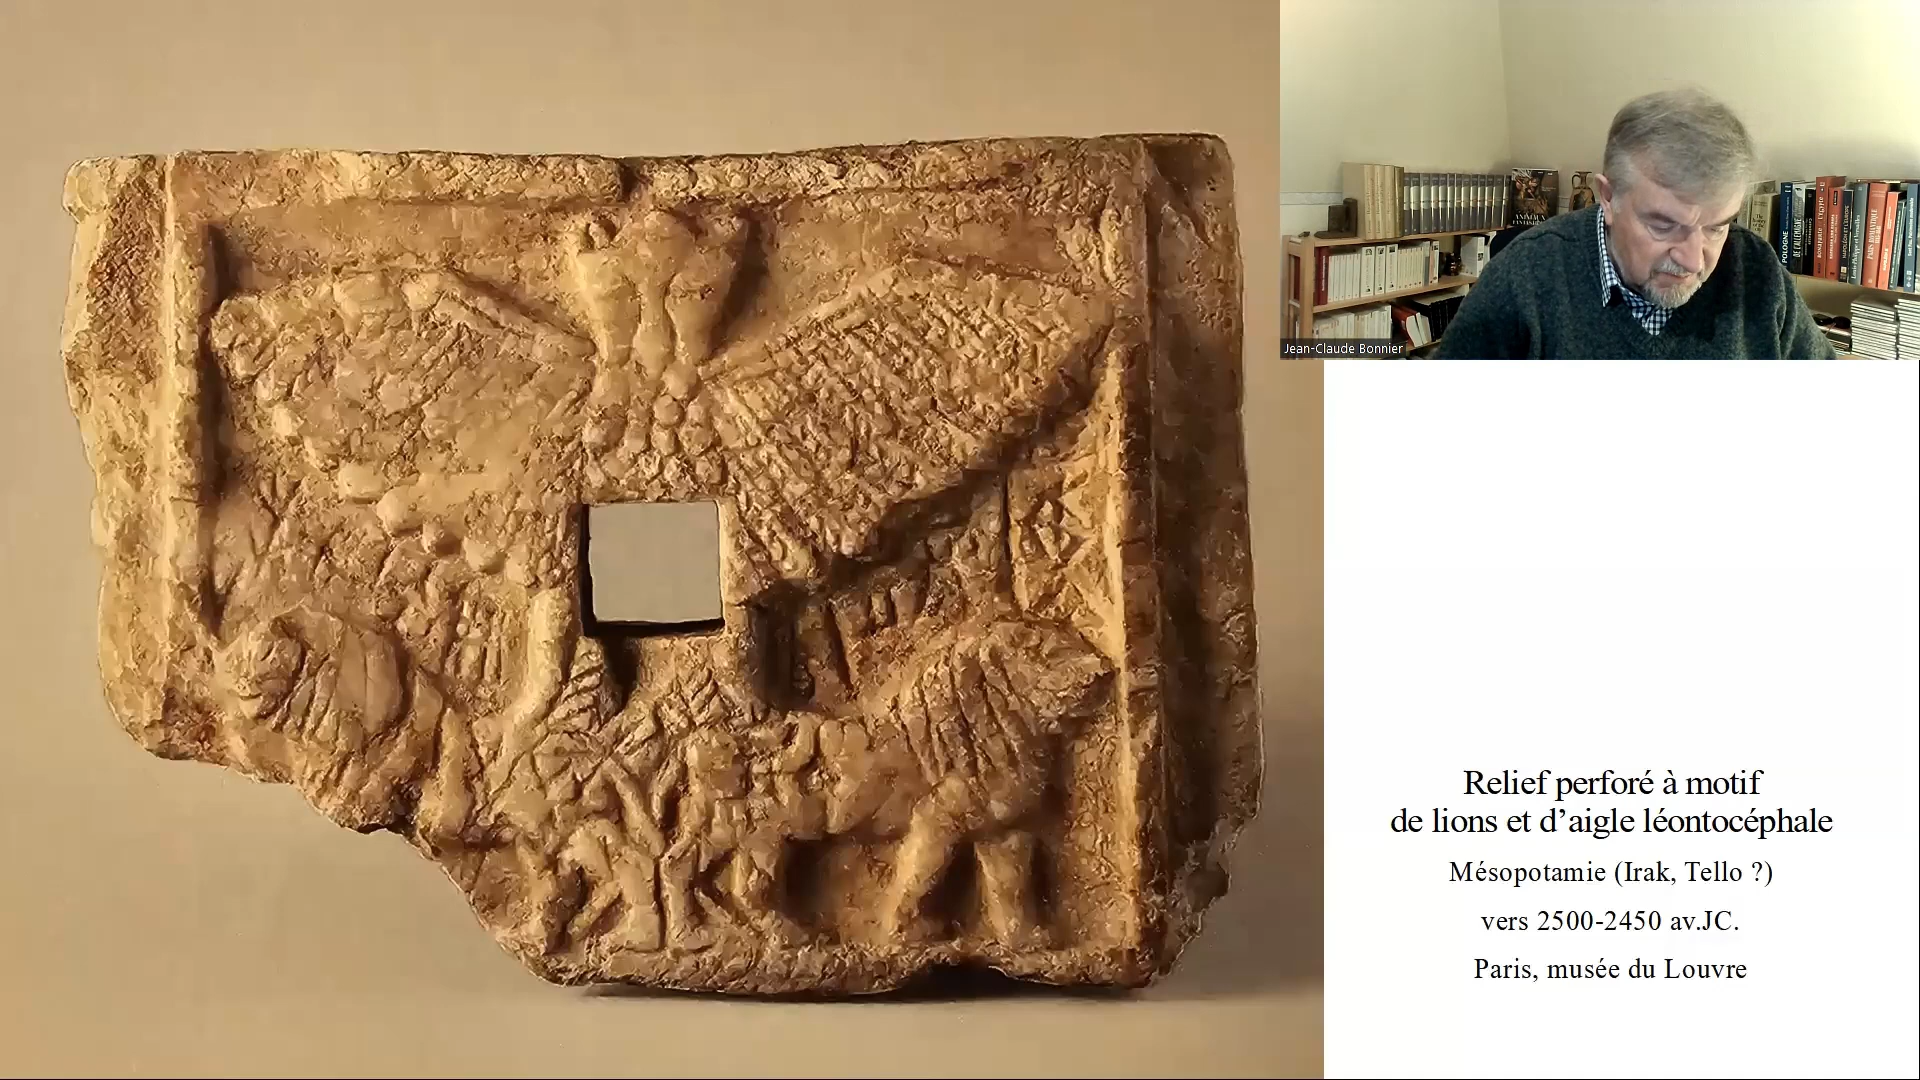 Jean-Claude Bonnier
Relief perforé à motif
de lions et d’aigle léontocéphale
Mésopotamie (Irak, Tello ?)
vers 2500-2450 av.JC.
Paris, musée du Louvre
POLOGNE